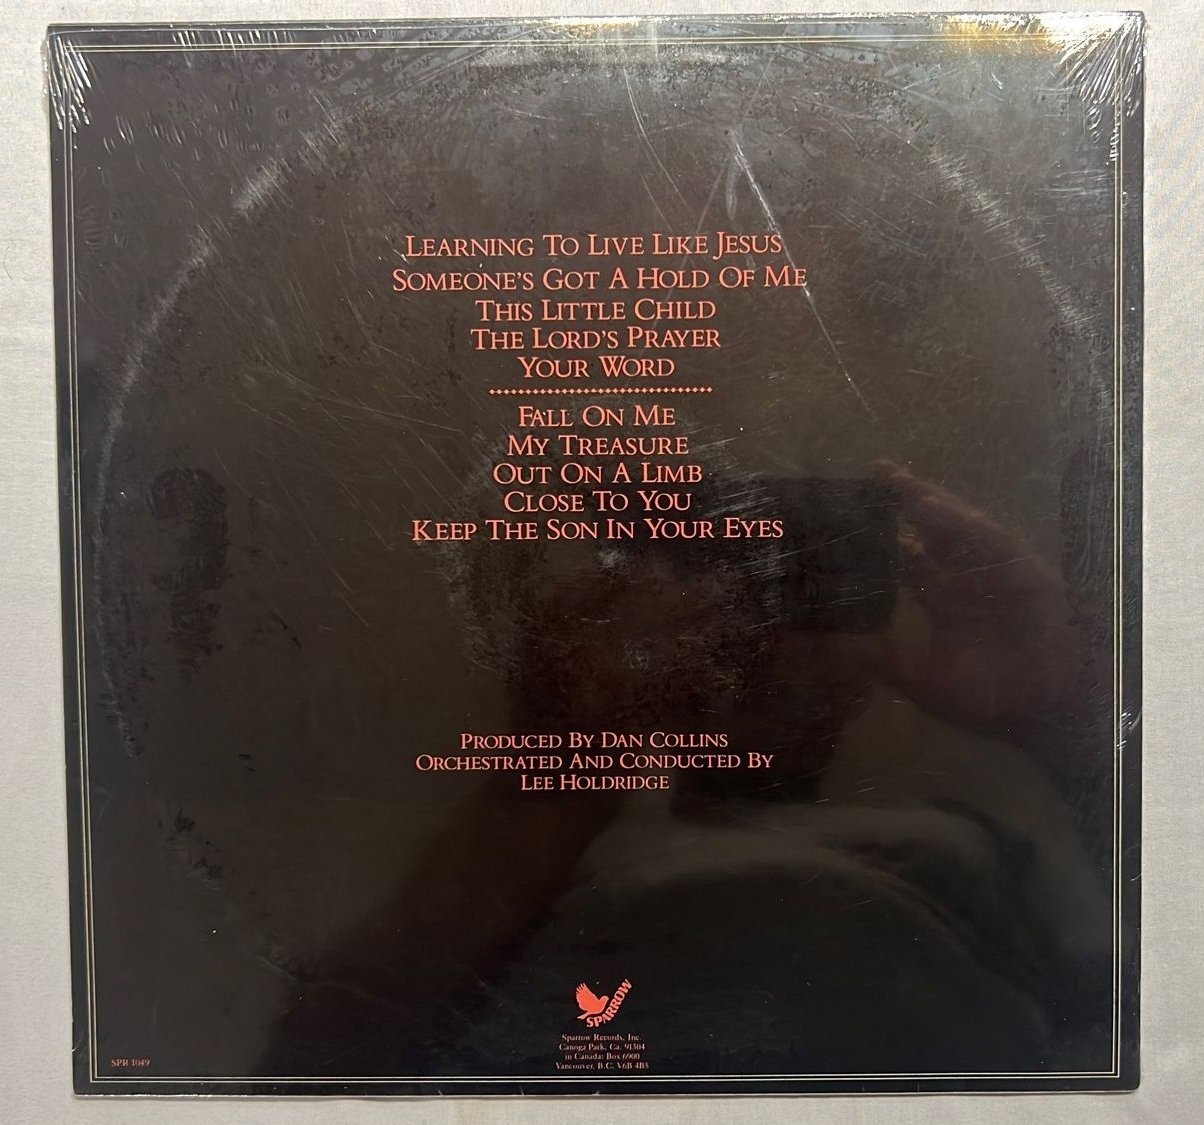 LEARNING TO LIVE LIKE JESUS
SOMEONE'S GOT A HOLD OF ME
THIS LITTLE CHILD
THE LORD'S PRAYER
YOUR WORD
FALL ON ME
MY TREASURE
OUT ON A LIMB
CLOSE TO YOU
KEEP THE SON IN YOUR EYES
PRODUCED BY DAN COLLINS
ORCHESTRATED AND CONDUCTED BY
LEE HOLDRIDGE
SPARROW
Sparrow Records, Inc.
Canoga Park, Ca. 91304
in Canada: Box 6900
Vancouver, B.C. V6B 4B5
SPR 1049